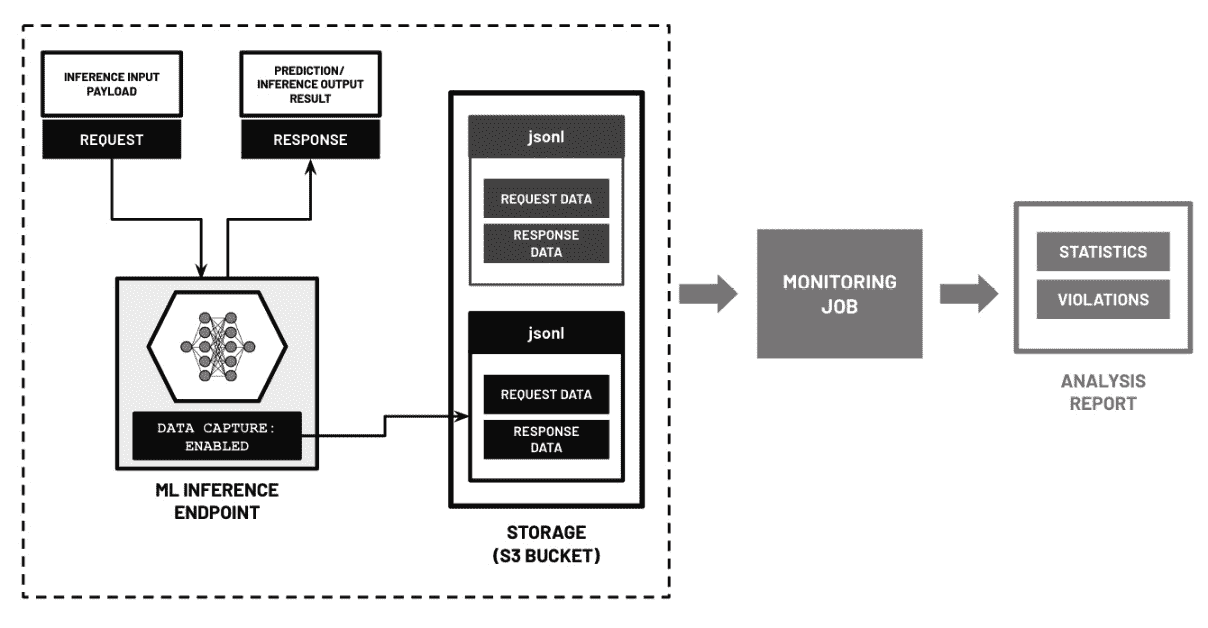 INFERENCE INPUT
PAYLOAD
REQUEST
PREDICTION/
INFERENCE OUTPUT
RESULT
RESPONSE
DATA CAPTURE:
ENABLED
ML INFERENCE
ENDPOINT
jsonl
REQUEST DATA
RESPONSE
DATA
jsonl
REQUEST DATA
RESPONSE
DATA
STORAGE
(S3 BUCKET)
MONITORING
JOB
STATISTICS
VIOLATIONS
ANALYSIS
REPORT